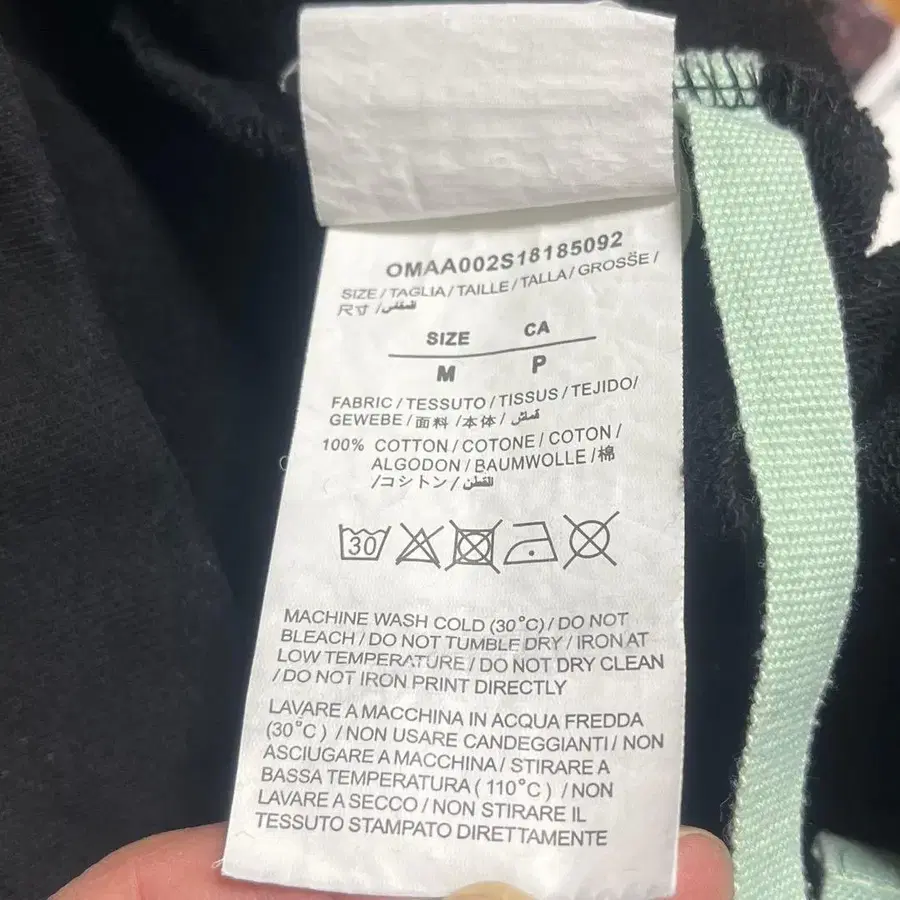 OMAA002S18185092
SIZE / TAGLIA / TAILLE / TALLA / GROSSE /
尺寸 / المقاس
SIZE CA
M P
FABRIC / TESSUTO / TISSUS / TEJIDO/
GEWEBE / 面料 / 本体 / قماش
100% COTTON / COTONE / COTON /
ALGODON / BAUMWOLLE / 棉
/コシトン / القطن
30
MACHINE WASH COLD (30°C) / DO NOT
BLEACH / DO NOT TUMBLE DRY / IRON AT
LOW TEMPERATURE / DO NOT DRY CLEAN
/ DO NOT IRON PRINT DIRECTLY
LAVARE A MACCHINA IN ACQUA FREDDA
(30°C ) / NON USARE CANDEGGIANTI / NON
ASCIUGARE A MACCHINA / STIRARE A
BASSA TEMPERATURA ( 110°C ) / NON
LAVARE A SECCO / NON STIRARE IL
TESSUTO STAMPATO DIRETTAMENTE